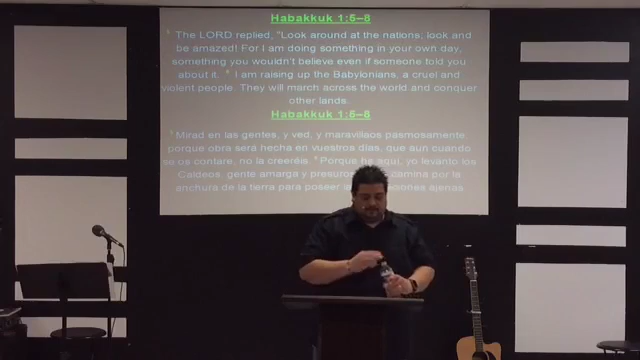 Habakkuk 1:5–6
5 The LORD replied, "Look around at the nations; look and
be amazed! For I am doing something in your own day,
something you wouldn't believe even if someone told you
about it. 6 I am raising up the Babylonians, a cruel and
violent people. They will march across the world and conquer
other lands.
Habakkuk 1:5–6
5 Mirad en las gentes, y ved, y maravillaos pasmosamente;
porque obra será hecha en vuestros días, que aun cuando
se os contare, no la creeréis. 6 Porque he aquí, yo levanto los
Caldeos, gente amarga y presurosa, camina por la
anchura de la tierra para poseer ajenas